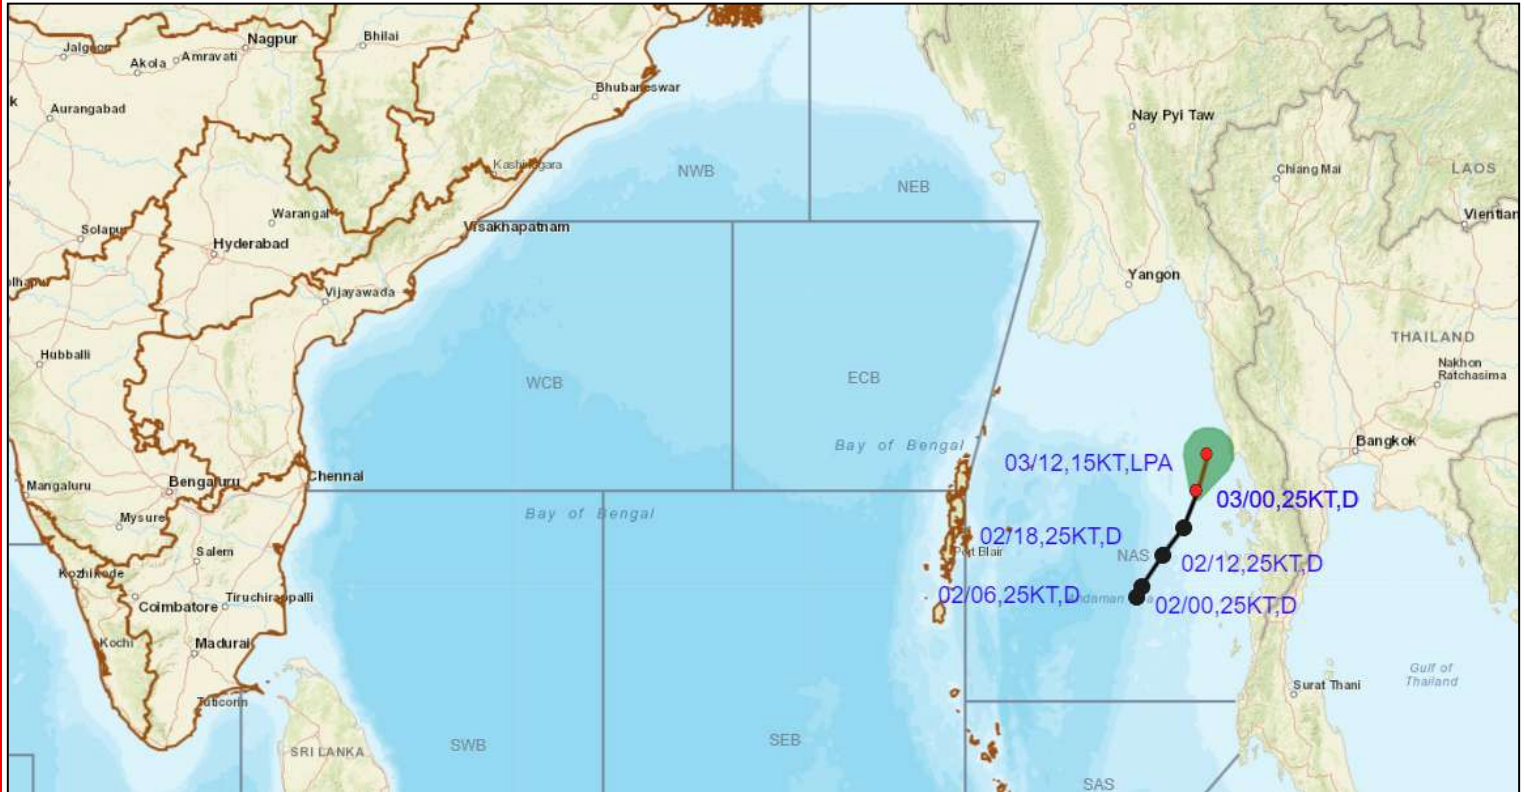 Nagpur
Bhilai
Jalgaon
Akola
Amravati
k
Bhubaneswar
Aurangabad
Nay Pyi Taw
Kashinagara
NWB
NEB
Chiang Mai
LAOS
Warangal
Vientian
Solapur
Visakhapatnam
Hyderabad
Yangon
olhapur
Vijayawada
THAILAND
Hubballi
Nakhon
Ratchasima
WCB
ECB
Bay of Bengal
Bangkok
03/12,15KT,LPA
Chennai
Mangaluru
Bengaluru
03/00,25KT,D
Mysuru
Bay of Bengal
02/18,25KT,D
Salem
Port Blair
NAS
02/12,25KT,D
Kozhikode
Coimbatore
Tiruchirappalli
02/06,25KT,D
02/00,25KT,D
Kochi
Madurai
Gulf of
Thailand
Surat Thani
Tuticorin
SRI LANKA
SWB
SEB
SAS